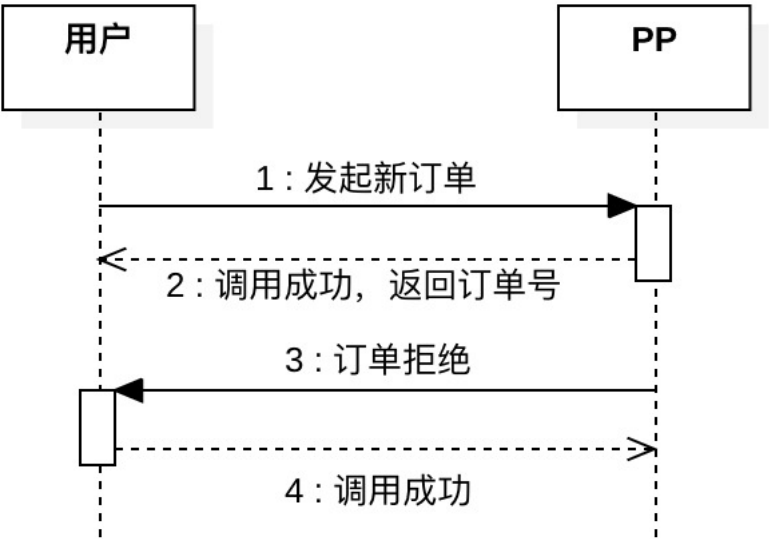 用户
PP
1 : 发起新订单
2 : 调用成功，返回订单号
3 : 订单拒绝
4 : 调用成功